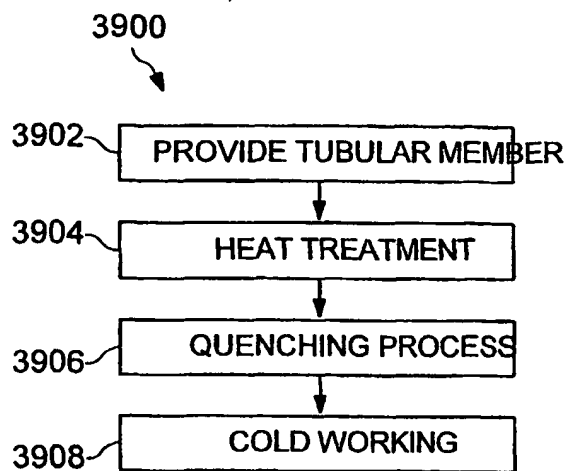 3900
3902
PROVIDE TUBULAR MEMBER
3904
HEAT TREATMENT
3906
QUENCHING PROCESS
3908
COLD WORKING